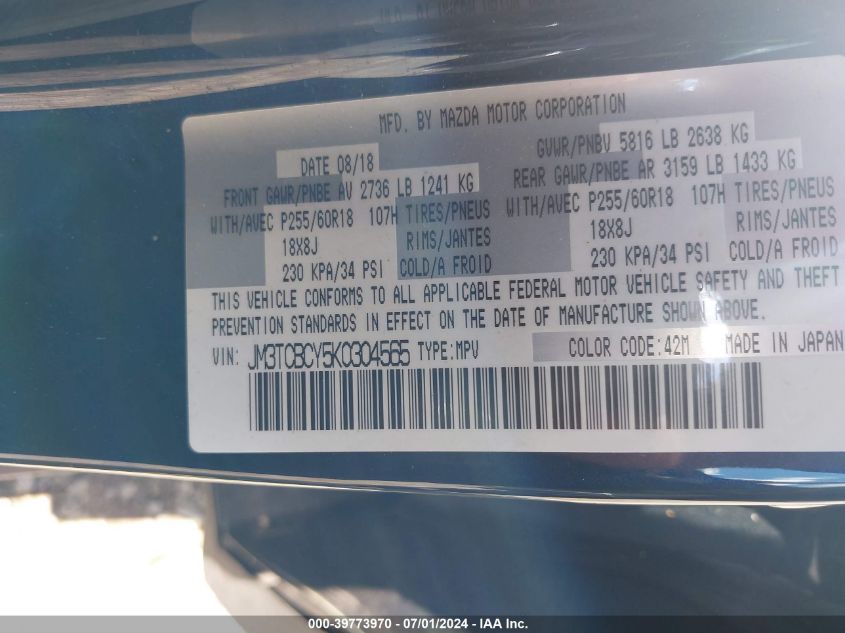 MFD. BY MAZDA MOTOR CORPORATION
DATE 08/18 GVWR/PNBV 5816 LB 2638 KG
FRONT GAWR/PNBE AV 2736 LB 1241 KG REAR GAWR/PNBE AR 3159 LB 1433 KG
WITH/AVEC P255/60R18 107H TIRES/PNEUS WITH/AVEC P255/60R18 107H TIRES/PNEUS
18X8J RIMS/JANTES 18X8J RIMS/JANTES
230 KPA/34 PSI COLD/A FROID 230 KPA/34 PSI COLD/A FROID
THIS VEHICLE CONFORMS TO ALL APPLICABLE FEDERAL MOTOR VEHICLE SAFETY AND THEFT
PREVENTION STANDARDS IN EFFECT ON THE DATE OF MANUFACTURE SHOWN ABOVE.
VIN: JM3TCBCY5K0304565 TYPE:MPV COLOR CODE:42M MADE IN JAPAN
000-39773970 - 07/01/2024 - IAA Inc.